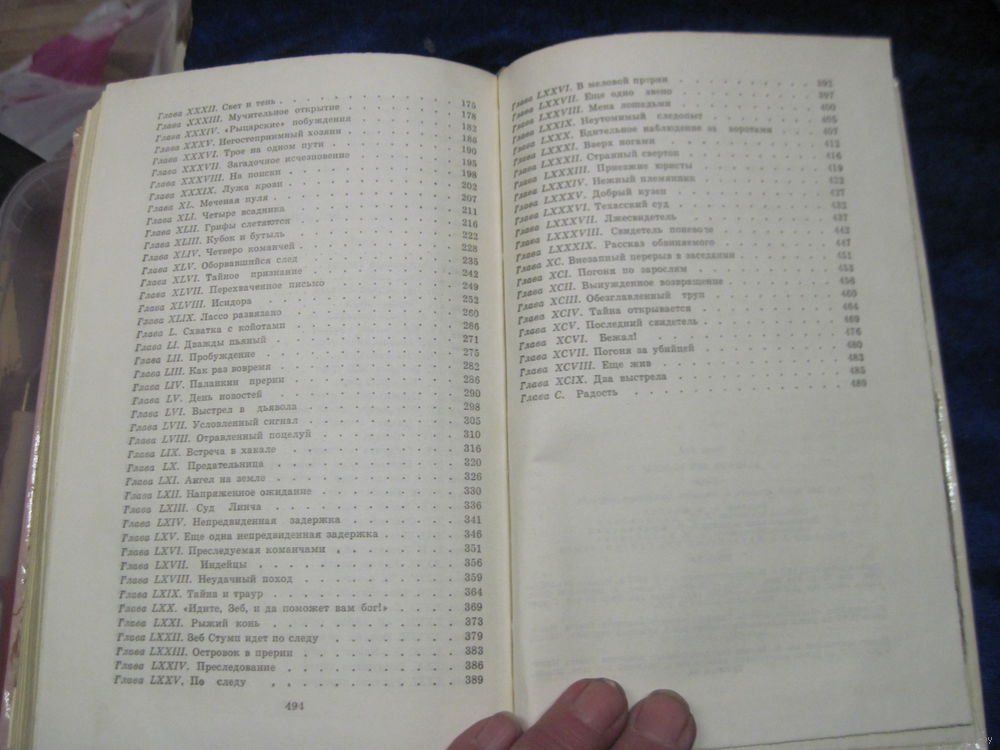 Глава XXXII. Свет и тень 175
Глава XXXIII. Мучительное открытие 178
Глава XXXIV. «Рыцарские» побуждения 182
Глава XXXV. Негостоприимный хозяин 186
Глава XXXVI. Трое на одном пути 190
Глава XXXVII. Загадочное исчезновение 195
Глава XXXVIII. На поиски 198
Глава XXXIX. Лужа крови 202
Глава XL. Меченая пуля 207
Глава XLI. Четыре всадника 211
Глава XLII. Грифы слетаются 216
Глава XLIII. Кубок и бутыль 222
Глава XLIV. Четверо команчей 228
Глава XLV. Оборвавшийся след 235
Глава XLVI. Тайное признание 242
Глава XLVII. Перехваченное письмо 249
Глава XLVIII. Исидора 252
Глава XLIX. Лассо развязано 260
Глава L. Схватка с койотами 266
Глава LI. Дважды пьяный 271
Глава LII. Пробуждение 275
Глава LIII. Как раз вовремя 282
Глава LIV. Паланкин прерии 286
Глава LV. День новостей 290
Глава LVI. Выстрел в дьявола 298
Глава LVII. Условленный сигнал 305
Глава LVIII. Отравленный поцелуй 310
Глава LIX. Встреча в хакале 316
Глава LX. Предательница 320
Глава LXI. Ангел на земле 326
Глава LXII. Напряженное ожидание 330
Глава LXIII. Суд Линча 336
Глава LXIV. Непредвиденная задержка 341
Глава LXV. Еще одна непредвиденная задержка 346
Глава LXVI. Преследуемая команчами 351
Глава LXVII. Индейцы 356
Глава LXVIII. Неудачный поход 359
Глава LXIX. Тайна и траур 364
Глава LXX. «Идите, Зеб, и да поможет вам бог!» 369
Глава LXXI. Рыжий конь 373
Глава LXXII. Зеб Стумп идет по следу 379
Глава LXXIII. Островок в прерии 383
Глава LXXIV. Преследование 386
Глава LXXV. По следу 389
494
Глава LXXVI. В меловой прерии 392
Глава LXXVII. Еще одно звено 397
Глава LXXVIII. Мена лошадьми 400
Глава LXXIX. Неутомимый следопыт 405
Глава LXXX. Бдительное наблюдение за воротами 407
Глава LXXXI. Вверх ногами 412
Глава LXXXII. Странный сверток 416
Глава LXXXIII. Приезжие юристы 419
Глава LXXXIV. Нежный племянник 422
Глава LXXXV. Добрый кузен 427
Глава LXXXVI. Техасский суд 432
Глава LXXXVII. Лжесвидетель 437
Глава LXXXVIII. Свидетель поневоле 442
Глава LXXXIX. Рассказ обвиняемого 447
Глава XC. Внезапный перерыв в заседании 451
Глава XCI. Погоня по зарослям 453
Глава XCII. Вынужденное возвращение 456
Глава XCIII. Обезглавленный труп 460
Глава XCIV. Тайна открывается 464
Глава XCV. Последний свидетель 469
Глава XCVI. Бежал! 476
Глава XCVII. Погоня за убийцей 480
Глава XCVIII. Еще жив 483
Глава XCIX. Два выстрела 485
Глава C. Радость 489